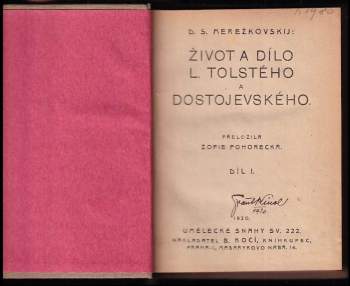 D. S. MEREŽKOVSKIJ:
ŽIVOT A DÍLO
L. TOLSTÉHO
A
DOSTOJEVSKÉHO.
PŘELOŽILA
ŽOFIE POHORECKÁ.
DÍL I.
1920.
UMĚLECKÉ SNAHY SV. 222.
NAKLADATEL B. KOČÍ, KNIHKUPEC,
PRAHA-I, MASARYKOVO NÁBŘ. 14.